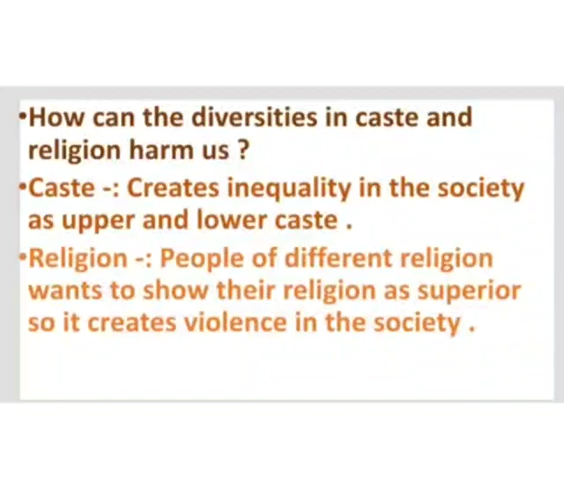 •How can the diversities in caste and
religion harm us ?
•Caste -: Creates inequality in the society
as upper and lower caste .
•Religion -: People of different religion
wants to show their religion as superior
so it creates violence in the society .